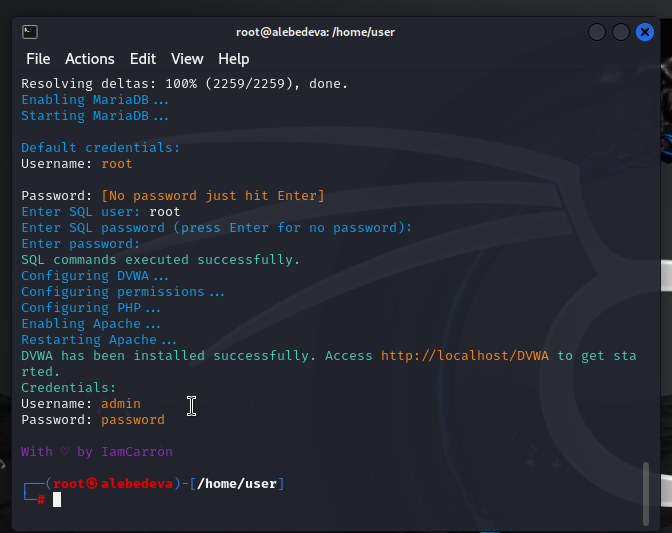 root@alebedeva: /home/user
File Actions Edit View Help
Resolving deltas: 100% (2259/2259), done.
Enabling MariaDB...
Starting MariaDB...
Default credentials:
Username: root
Password: [No password just hit Enter]
Enter SQL user: root
Enter SQL password (press Enter for no password):
Enter password:
SQL commands executed successfully.
Configuring DVWA...
Configuring permissions...
Configuring PHP...
Enabling Apache...
Restarting Apache...
DVWA has been installed successfully. Access http://localhost/DVWA to get sta
rted.
Credentials:
Username: admin
Password: password
With ♡ by IamCarron
┌──(root㉿alebedeva)-[/home/user]
└─#